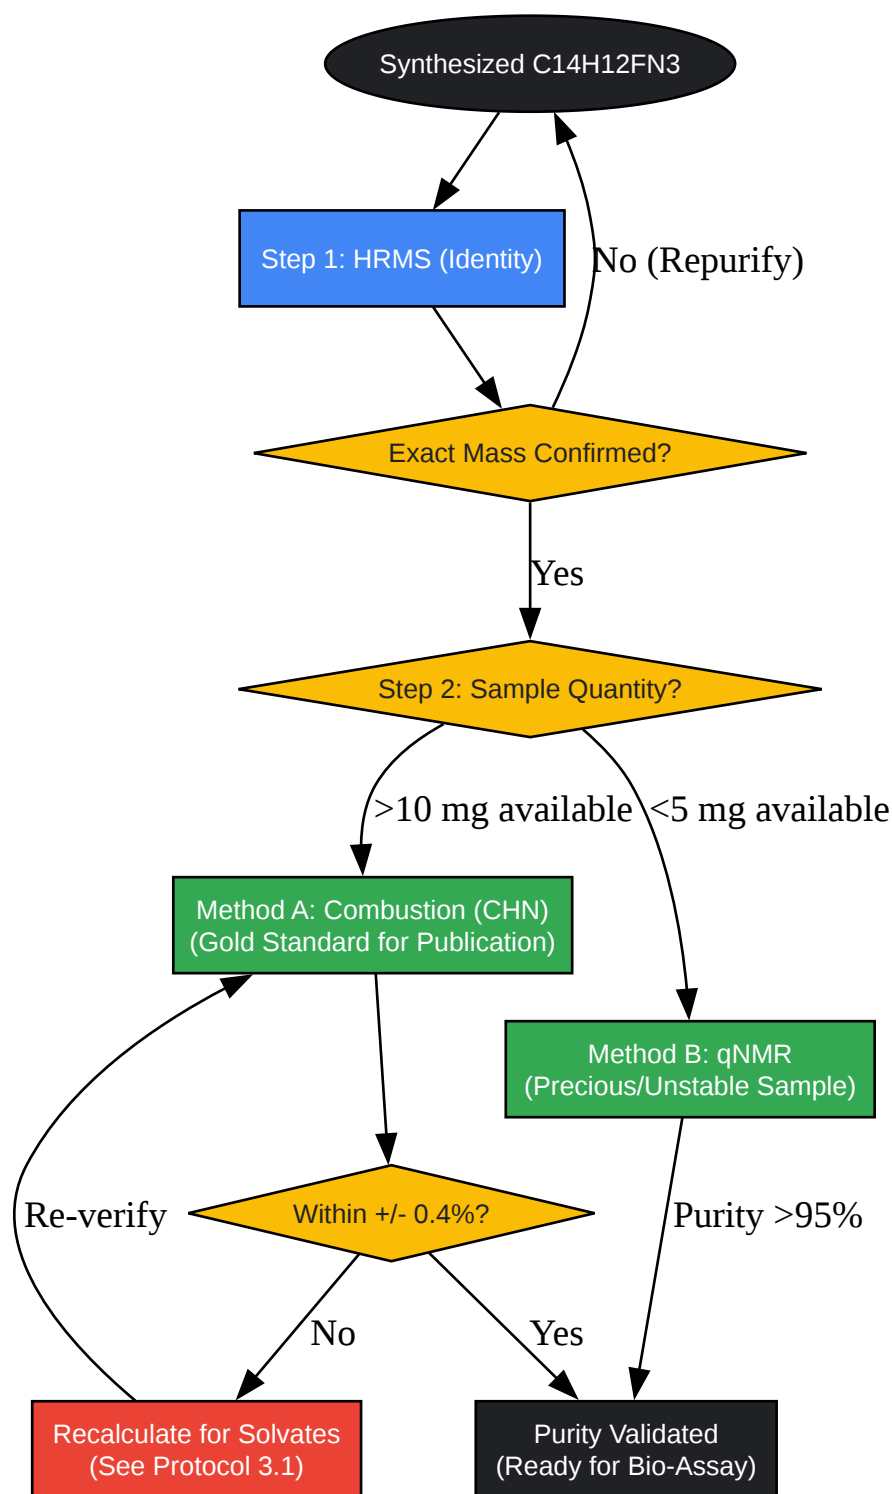 Synthesized C14H12FN3
Step 1: HRMS (Identity)
No (Repurify)
Exact Mass Confirmed?
Yes
Step 2: Sample Quantity?
>10 mg available
<5 mg available
Method A: Combustion (CHN)
(Gold Standard for Publication)
Method B: qNMR
(Precious/Unstable Sample)
Re-verify
Within +/- 0.4%?
Purity >95%
No
Yes
Recalculate for Solvates
(See Protocol 3.1)
Purity Validated
(Ready for Bio-Assay)